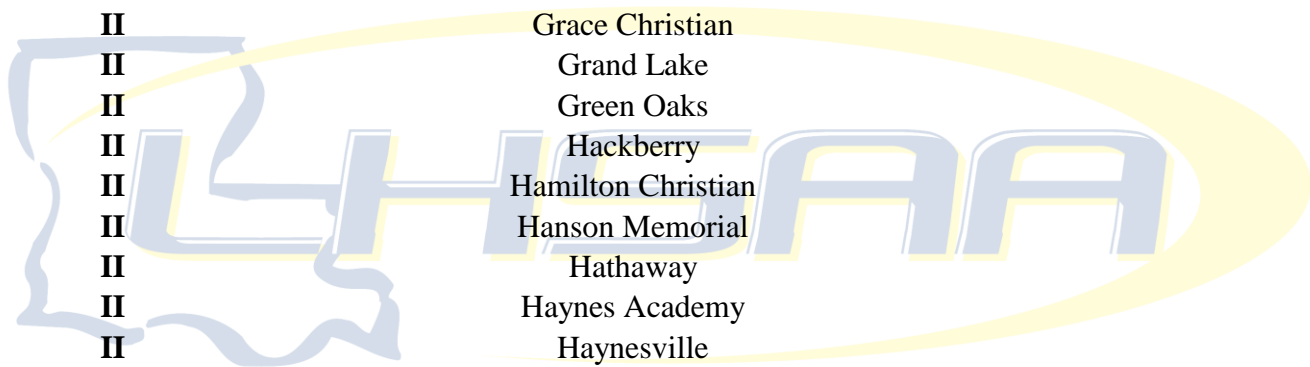 II Grace Christian
II Grand Lake
II Green Oaks
II Hackberry
II Hamilton Christian
II Hanson Memorial
II Hathaway
II Haynes Academy
II Haynesville
LHSAA